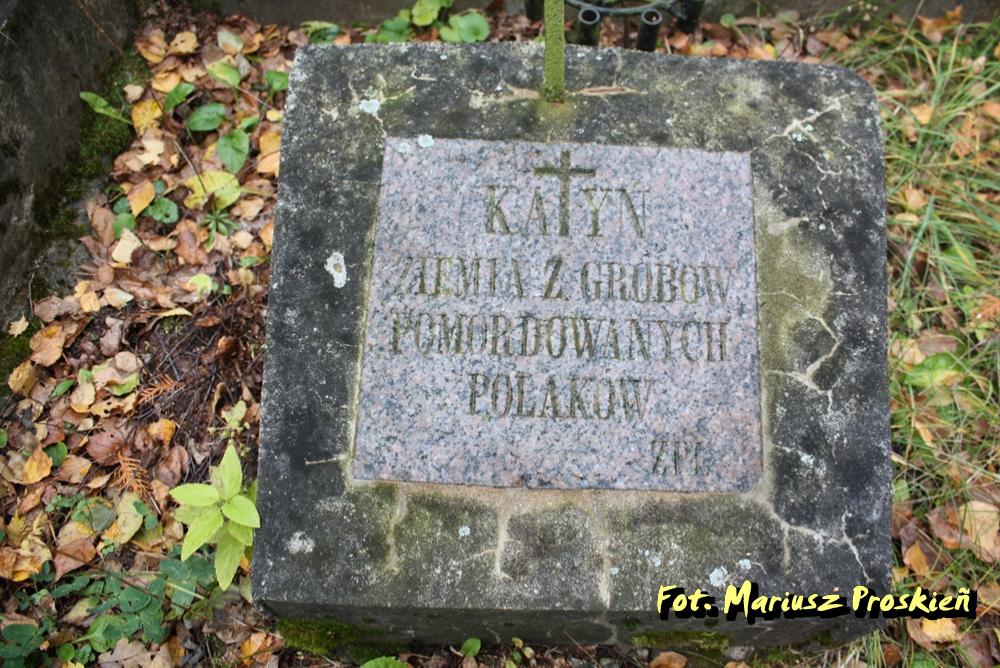 KATYŃ
ZIEMIA Z GROBÓW
POMORDOWANYCH
POLAKÓW
ZPL
Fot. Mariusz Proskień